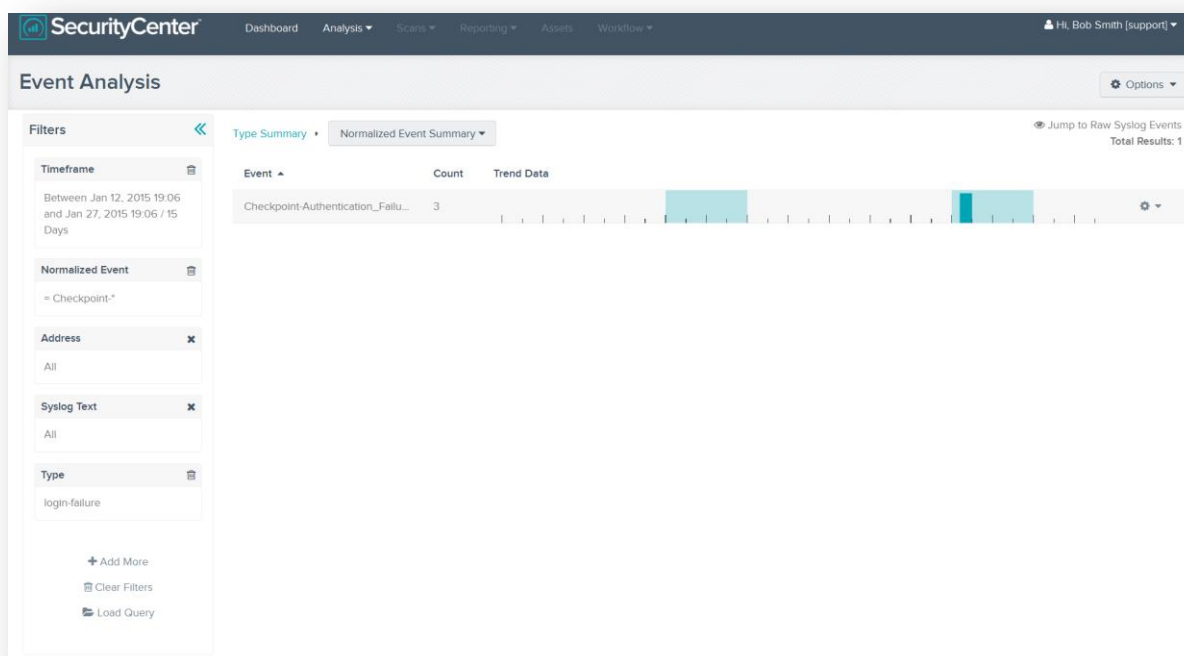 SecurityCenter
Dashboard
Analysis
Scans
Reporting
Assets
Workflow
Hi, Bob Smith [support]
Event Analysis
Options
Filters
Type Summary
Normalized Event Summary
Jump to Raw Syslog Events
Total Results: 1
Timeframe
Between Jan 12, 2015 19:06
and Jan 27, 2015 19:06 / 15
Days
Event
Count
Trend Data
Checkpoint-Authentication_Failu...
3
Normalized Event
= Checkpoint-*
Address
All
Syslog Text
All
Type
login-failure
Add More
Clear Filters
Load Query